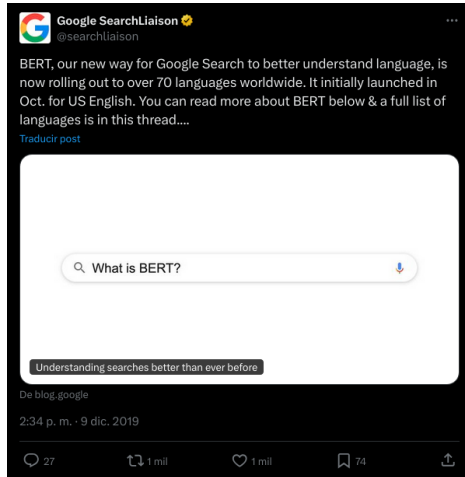 Google SearchLiaison
@searchliaison
BERT, our new way for Google Search to better understand language, is
now rolling out to over 70 languages worldwide. It initially launched in
Oct. for US English. You can read more about BERT below & a full list of
languages is in this thread....
Traducir post
What is BERT?
Understanding searches better than ever before
De blog.google
2:34 p. m. · 9 dic. 2019
27 1 mil 1 mil 74